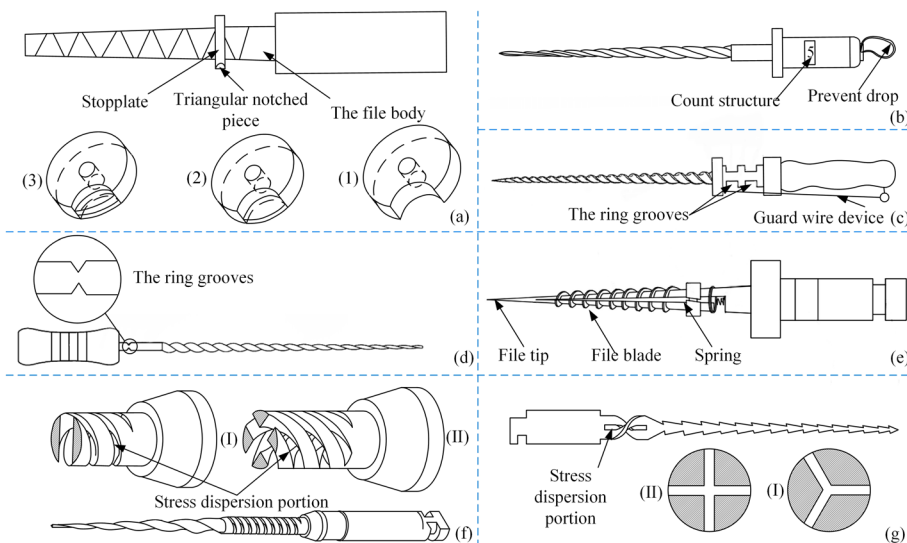 Stopplate
Triangular notched
piece
The file body
(3)
(2)
(1)
(a)
5
Count structure
Prevent drop
(b)
The ring grooves
Guard wire device
(c)
The ring grooves
(d)
File tip
File blade
Spring
(e)
(I)
(II)
Stress dispersion portion
(f)
Stress
dispersion
portion
(II)
(I)
(g)